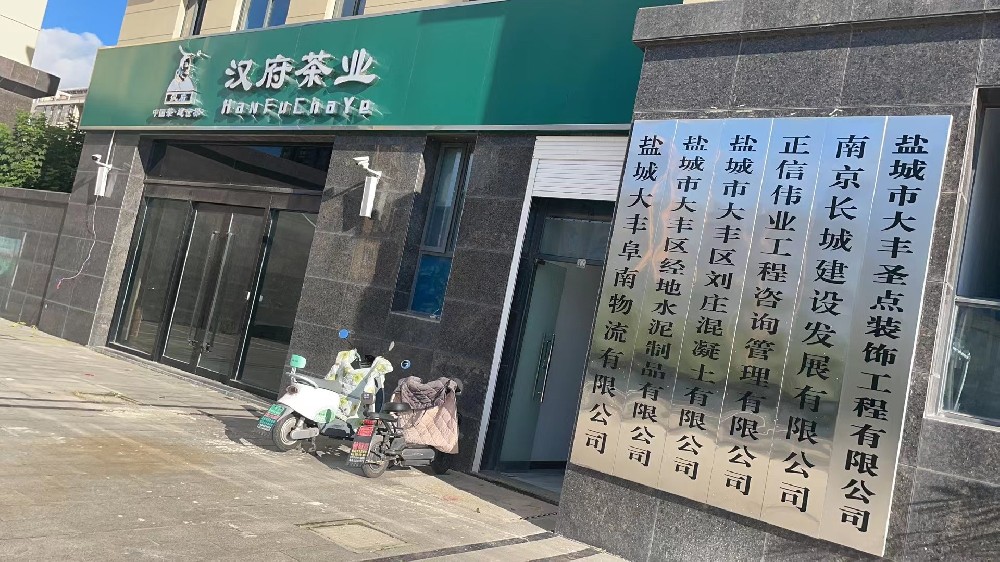 汉府茶业
HanFuChaYe
盐城市大丰圣点装饰工程有限公司
南京长城建设发展有限公司
正信伟业工程咨询管理有限公司
盐城市大丰区刘庄混凝土有限公司
盐城市大丰区经地水泥制品有限公司
盐城大丰阜南物流有限公司